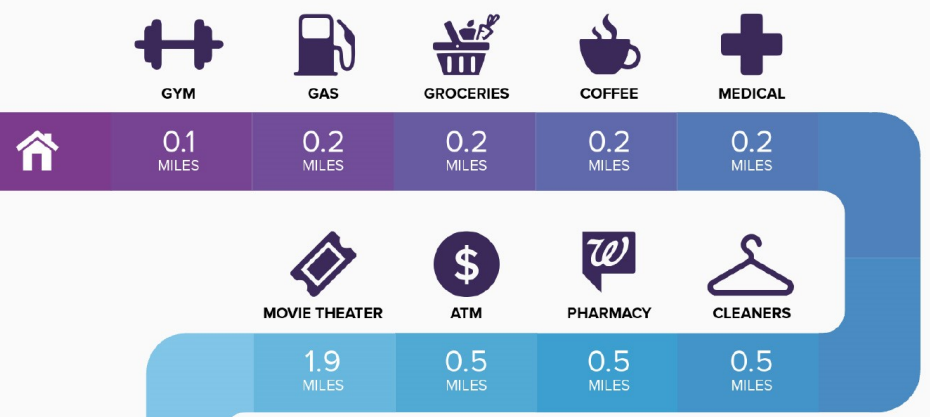 GYM GAS GROCERIES COFFEE MEDICAL
0.1 0.2 0.2 0.2 0.2
MILES MILES MILES MILES MILES
W
MOVIE THEATER ATM PHARMACY CLEANERS
1.9 0.5 0.5 0.5
MILES MILES MILES MILES